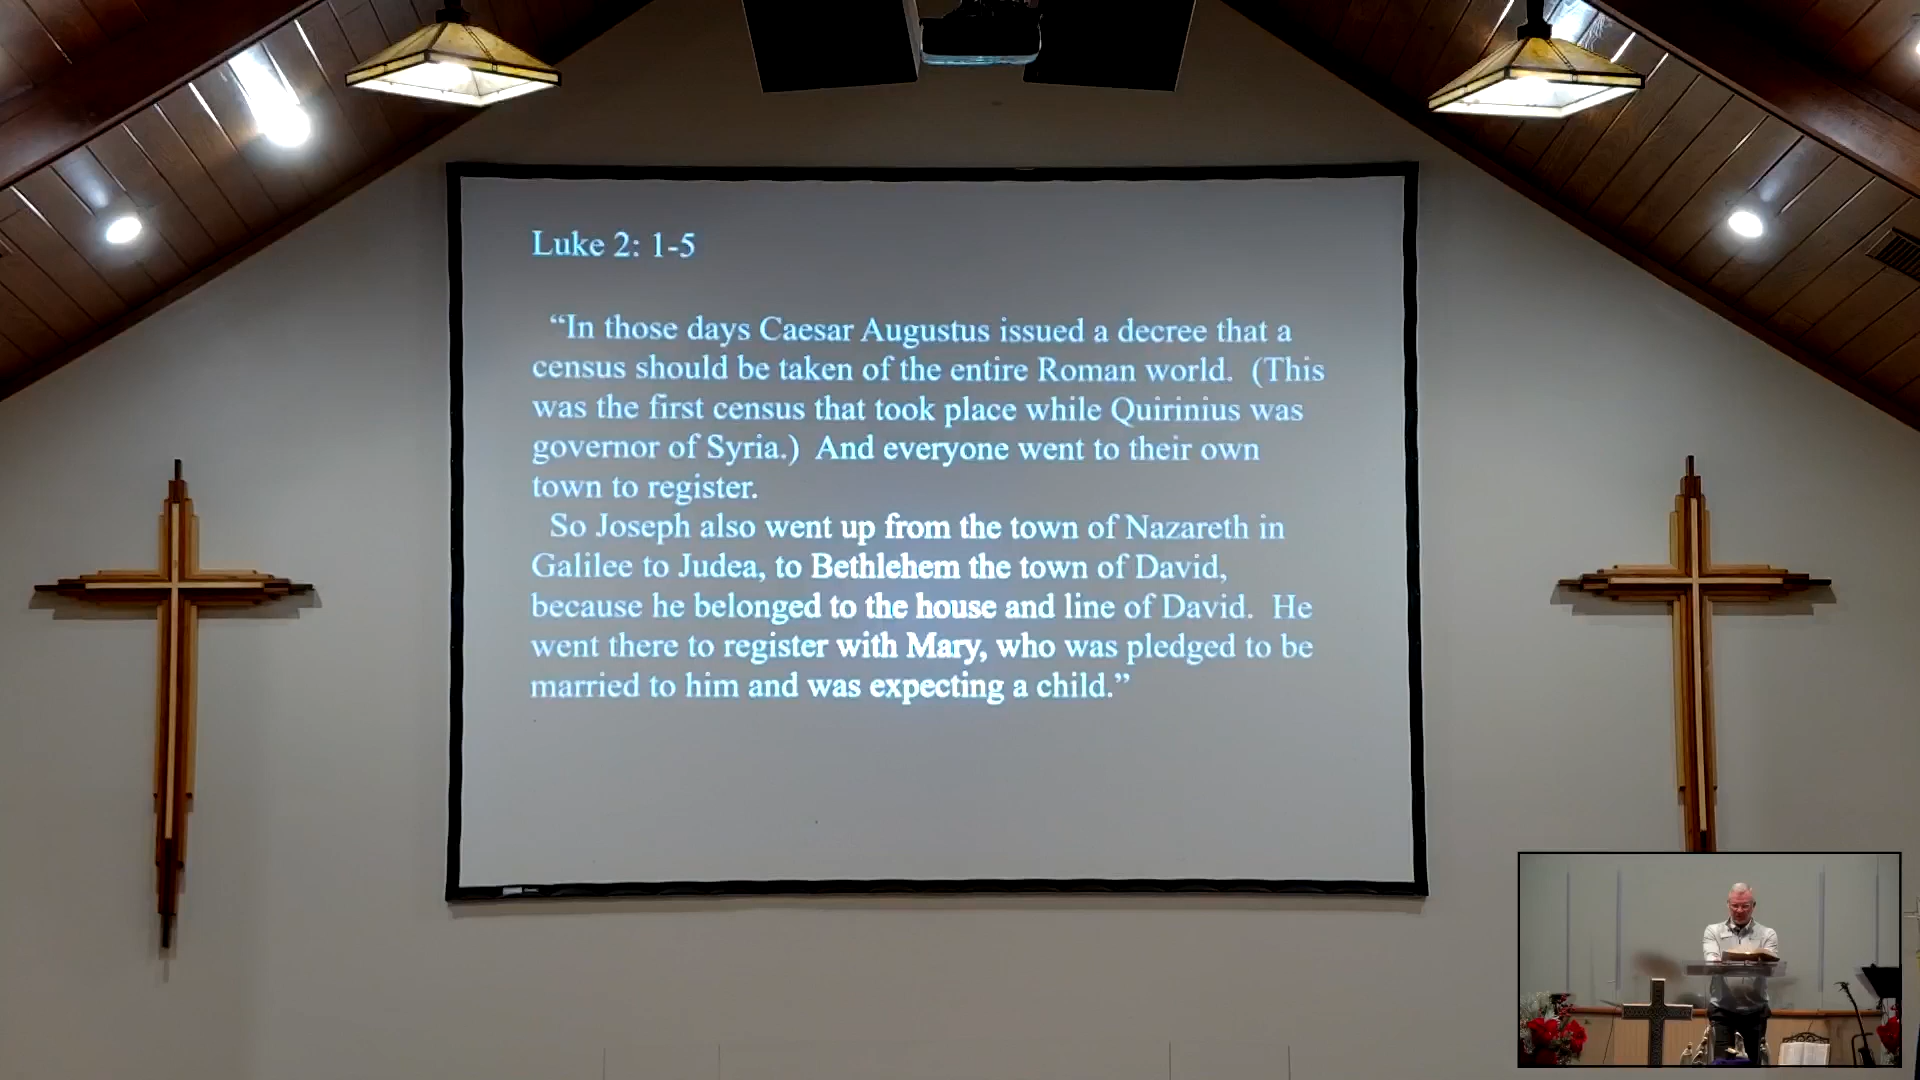 Luke 2: 1-5
“In those days Caesar Augustus issued a decree that a
census should be taken of the entire Roman world.  (This
was the first census that took place while Quirinius was
governor of Syria.)  And everyone went to their own
town to register.
So Joseph also went up from the town of Nazareth in
Galilee to Judea, to Bethlehem the town of David,
because he belonged to the house and line of David.  He
went there to register with Mary, who was pledged to be
married to him and was expecting a child.”